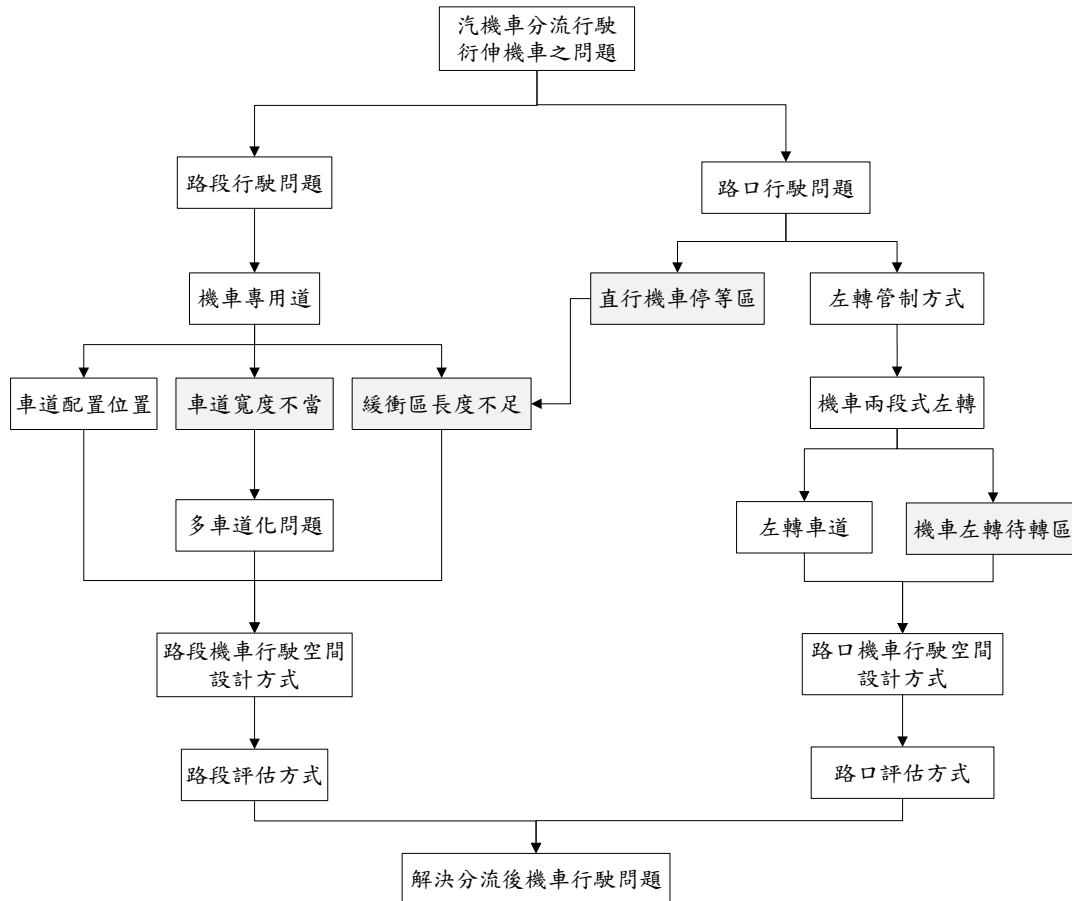 汽機車分流行駛
衍伸機車之問題
路段行駛問題
路口行駛問題
機車專用道
直行機車停等區
左轉管制方式
車道配置位置
車道寬度不當
緩衝區長度不足
機車兩段式左轉
多車道化問題
左轉車道
機車左轉待轉區
路段機車行駛空間
設計方式
路口機車行駛空間
設計方式
路段評估方式
路口評估方式
解決分流後機車行駛問題